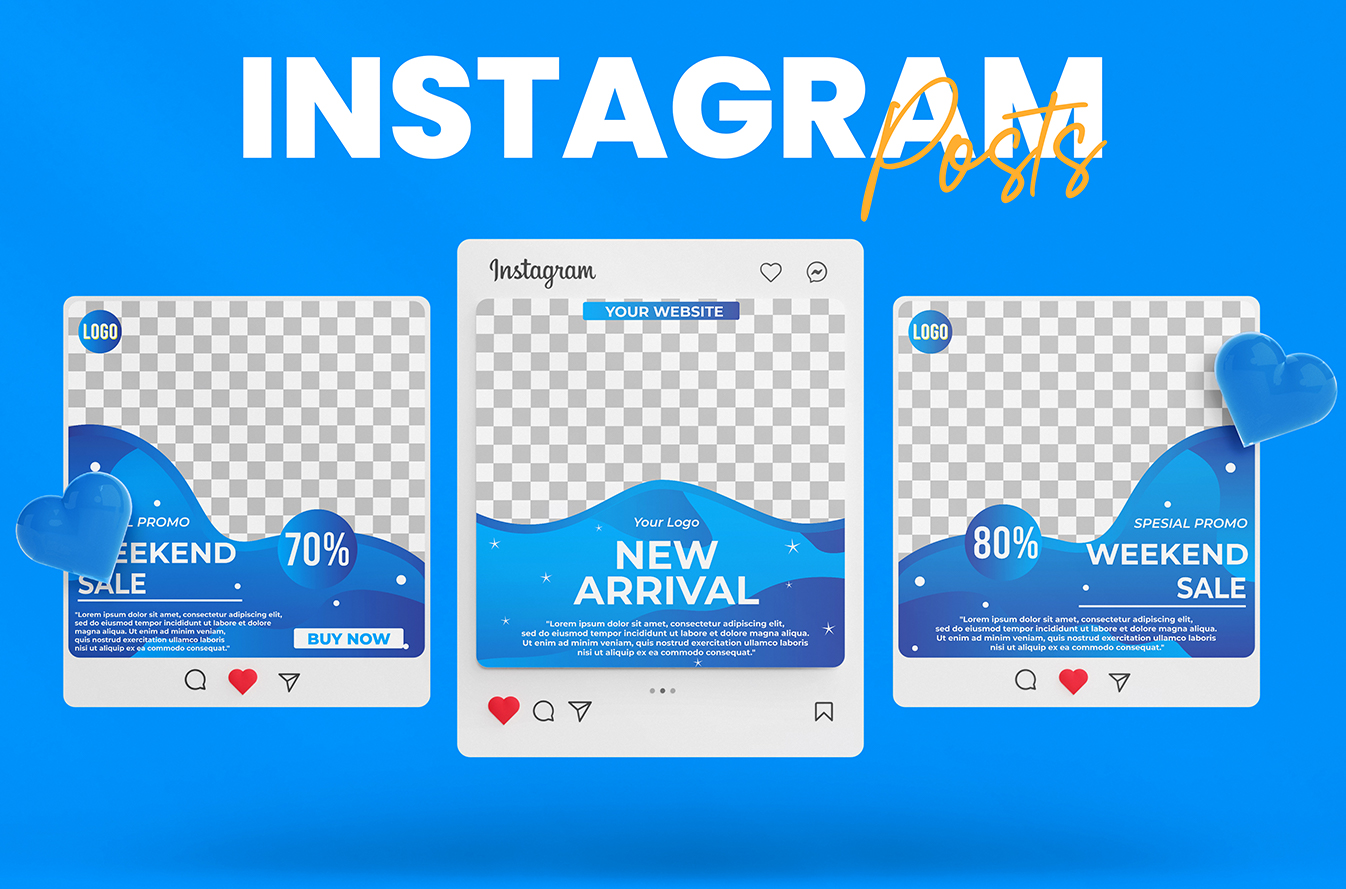 INSTAGRAM
Posts
LOGO
PROMO
WEEKEND
SALE
70%
"Lorem ipsum dolor sit amet, consectetur adipiscing elit,
sed do eiusmod tempor incididunt ut labore et dolore
magna aliqua. Ut enim ad minim veniam,
quis nostrud exercitation ullamco laboris
nisi ut aliquip ex ea commodo consequat."
BUY NOW
Instagram
YOUR WEBSITE
Your Logo
NEW
ARRIVAL
"Lorem ipsum dolor sit amet, consectetur adipiscing elit,
sed do eiusmod tempor incididunt ut labore et dolore magna aliqua.
Ut enim ad minim veniam, quis nostrud exercitation ullamco laboris
nisi ut aliquip ex ea commodo consequat."
LOGO
80%
SPESIAL PROMO
WEEKEND
SALE
"Lorem ipsum dolor sit amet, consectetur adipiscing elit,
sed do eiusmod tempor incididunt ut labore et dolore magna aliqua.
Ut enim ad minim veniam, quis nostrud exercitation ullamco laboris
nisi ut aliquip ex ea commodo consequat."